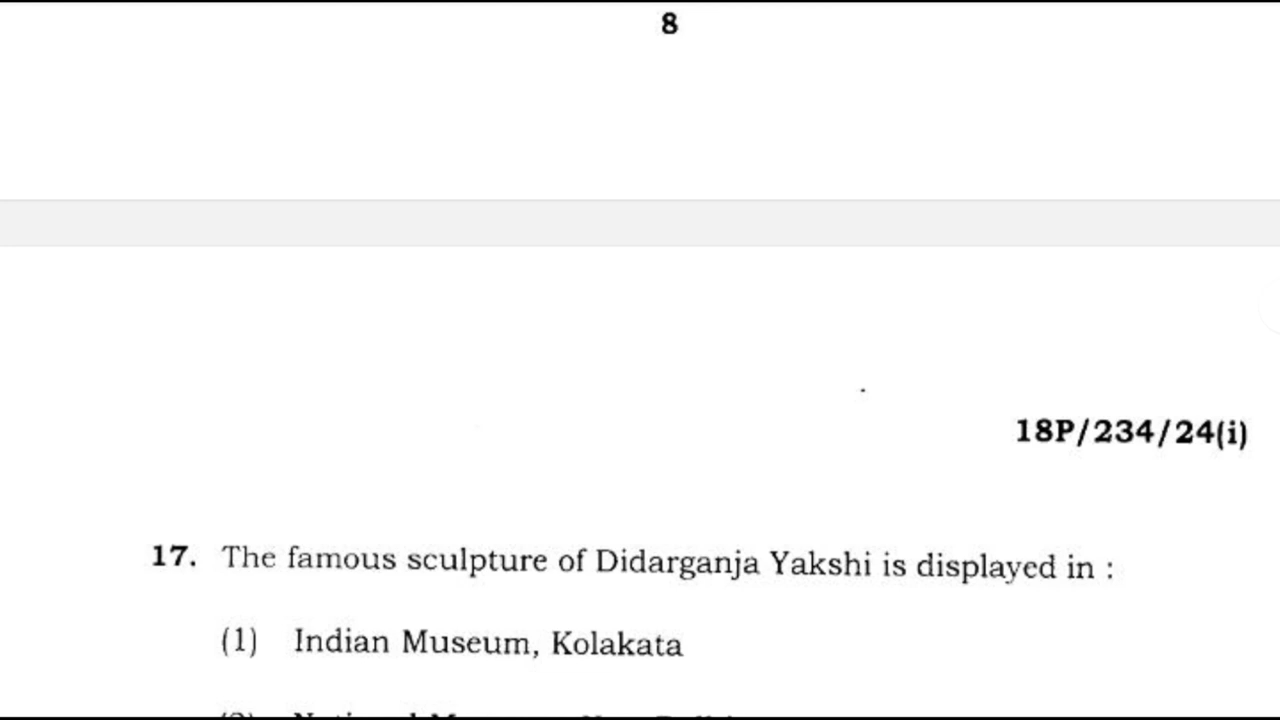 8
18P/234/24(i)
17. The famous sculpture of Didarganja Yakshi is displayed in :
(1) Indian Museum, Kolakata